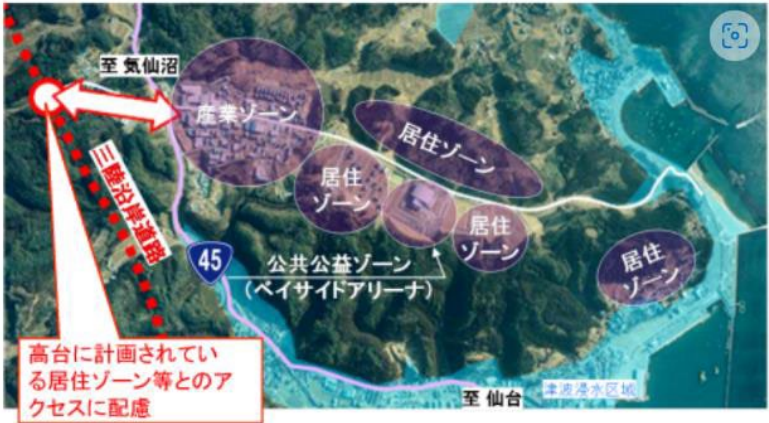 至 気仙沼
産業ゾーン
居住ゾーン
居住
ゾーン
居住
ゾーン
居住
ゾーン
三陸沿岸道路
45
公共公益ゾーン
(ベイサイドアリーナ)
高台に計画されてい
る居住ゾーン等とのア
クセスに配慮
至 仙台
津波浸水区域